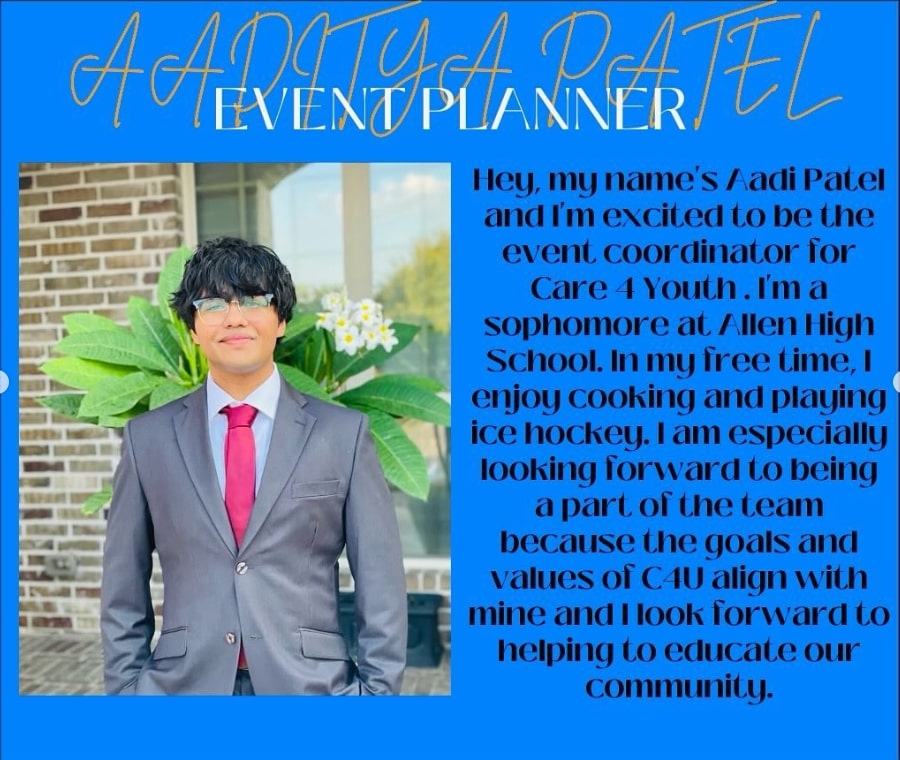 AADITYA PATEL
EVENT PLANNER
Hey, my name's Aadi Patel
and I'm excited to be the
event coordinator for
Care 4 Youth . I'm a
sophomore at Allen High
School. In my free time, I
enjoy cooking and playing
ice hockey. I am especially
looking forward to being
a part of the team
because the goals and
values of C4U align with
mine and I look forward to
helping to educate our
community.